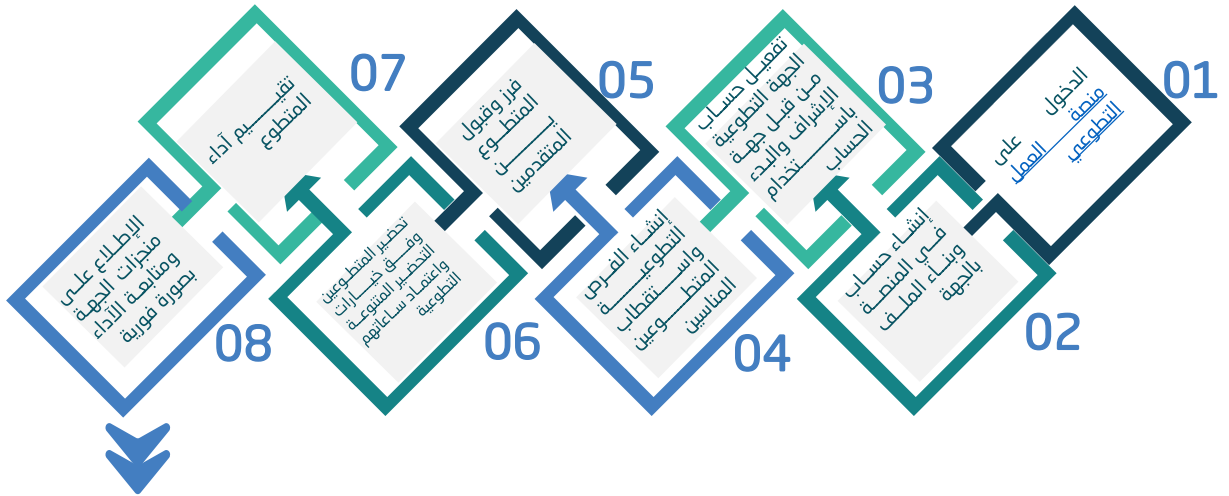 01
الدخول على
منصة العمل
التطوعي
02
إنشاء حساب
في المنصة
وبناء الملف
بالجهة
03
تفعيل حساب
الجهة التطوعية
من قبل جهة
الإشراف والبدء
باستخدام
الحساب
04
إنشاء الفرص
التطوعية
واستقطاب
المتطوعين
المناسبين
05
فرز وقبول
المتطوع
ين
المتقدمين
06
تحضير المتطوعين
وفق خيارات
التحضير المتنوعة
واعتماد ساعاتهم
التطوعية
07
تقييم آداء
المتطوع
08
الإطلاع على
منجزات الجهة
ومتابعة الآداء
بصورة فورية